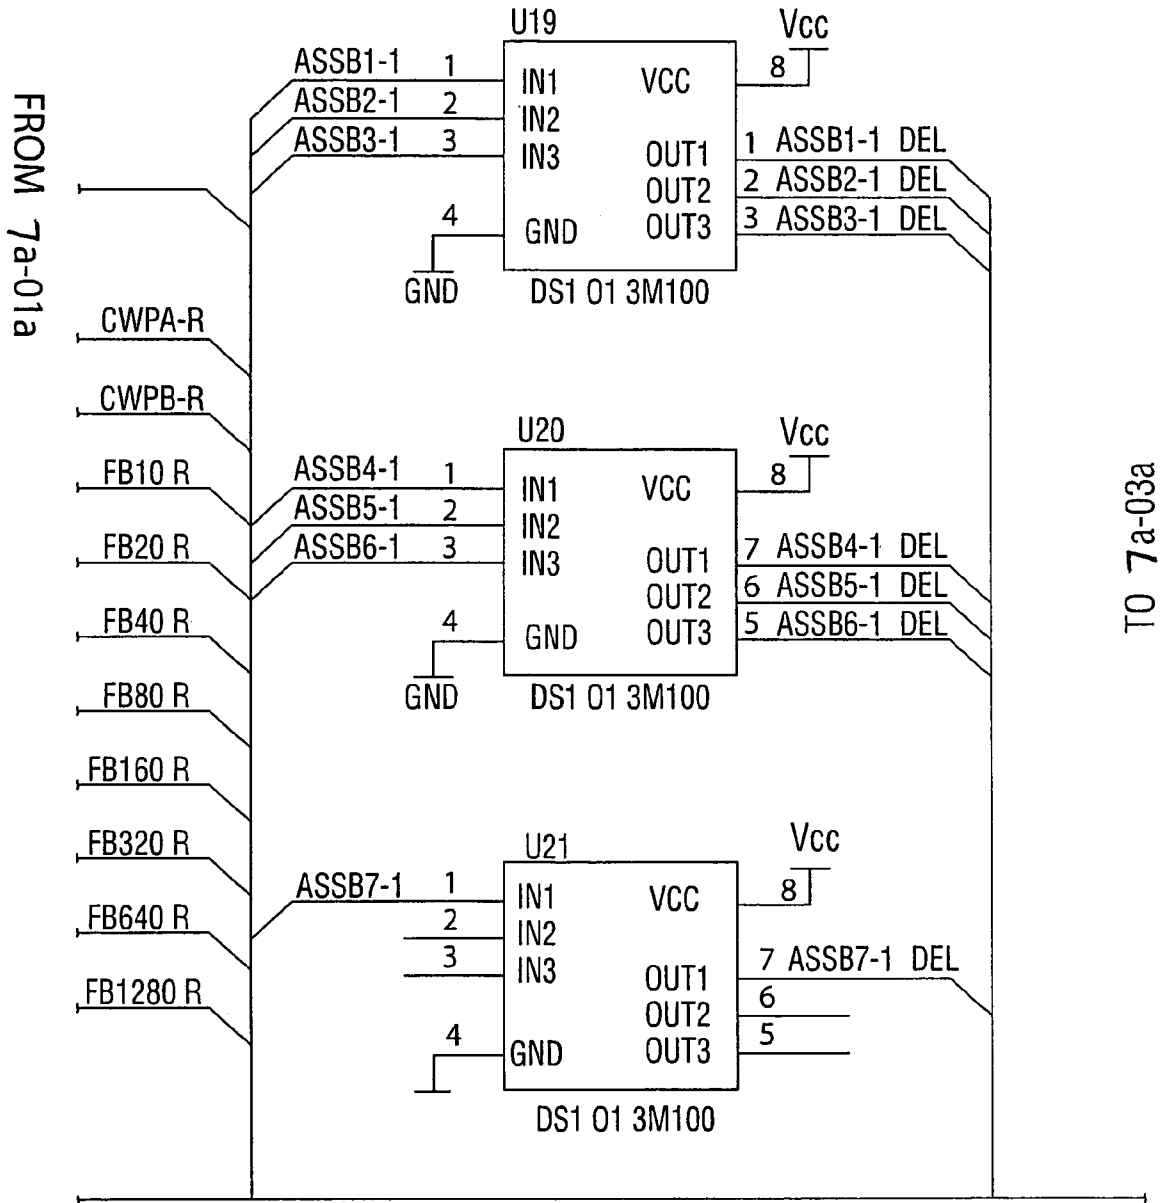 FROM 7a-01a
CWPA-R
CWPB-R
FB10 R
FB20 R
FB40 R
FB80 R
FB160 R
FB320 R
FB640 R
FB1280 R
U19
Vcc
ASSB1-1 1 IN1 VCC 8
ASSB2-1 2 IN2
ASSB3-1 3 IN3
OUT1 1 ASSB1-1 DEL
OUT2 2 ASSB2-1 DEL
4 GND OUT3 3 ASSB3-1 DEL
GND
DS1 01 3M100
U20
Vcc
ASSB4-1 1 IN1 VCC 8
ASSB5-1 2 IN2
ASSB6-1 3 IN3
OUT1 7 ASSB4-1 DEL
OUT2 6 ASSB5-1 DEL
4 GND OUT3 5 ASSB6-1 DEL
GND
DS1 01 3M100
U21
Vcc
ASSB7-1 1 IN1 VCC 8
2 IN2
3 IN3
OUT1 7 ASSB7-1 DEL
OUT2 6
4 GND OUT3 5
DS1 01 3M100
TO 7a-03a